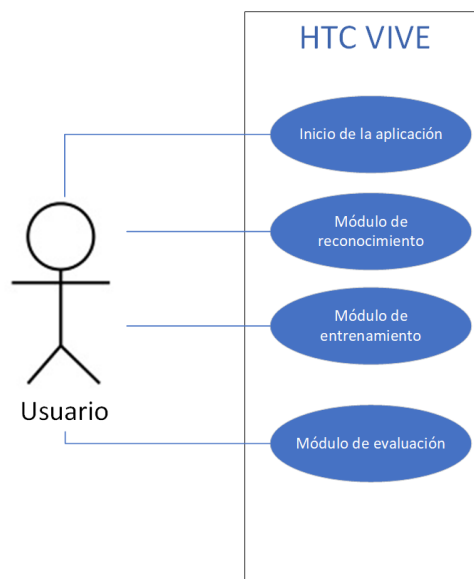 HTC VIVE
Inicio de la aplicación
Módulo de
reconocimiento
Módulo de
entrenamiento
Usuario
Módulo de evaluación